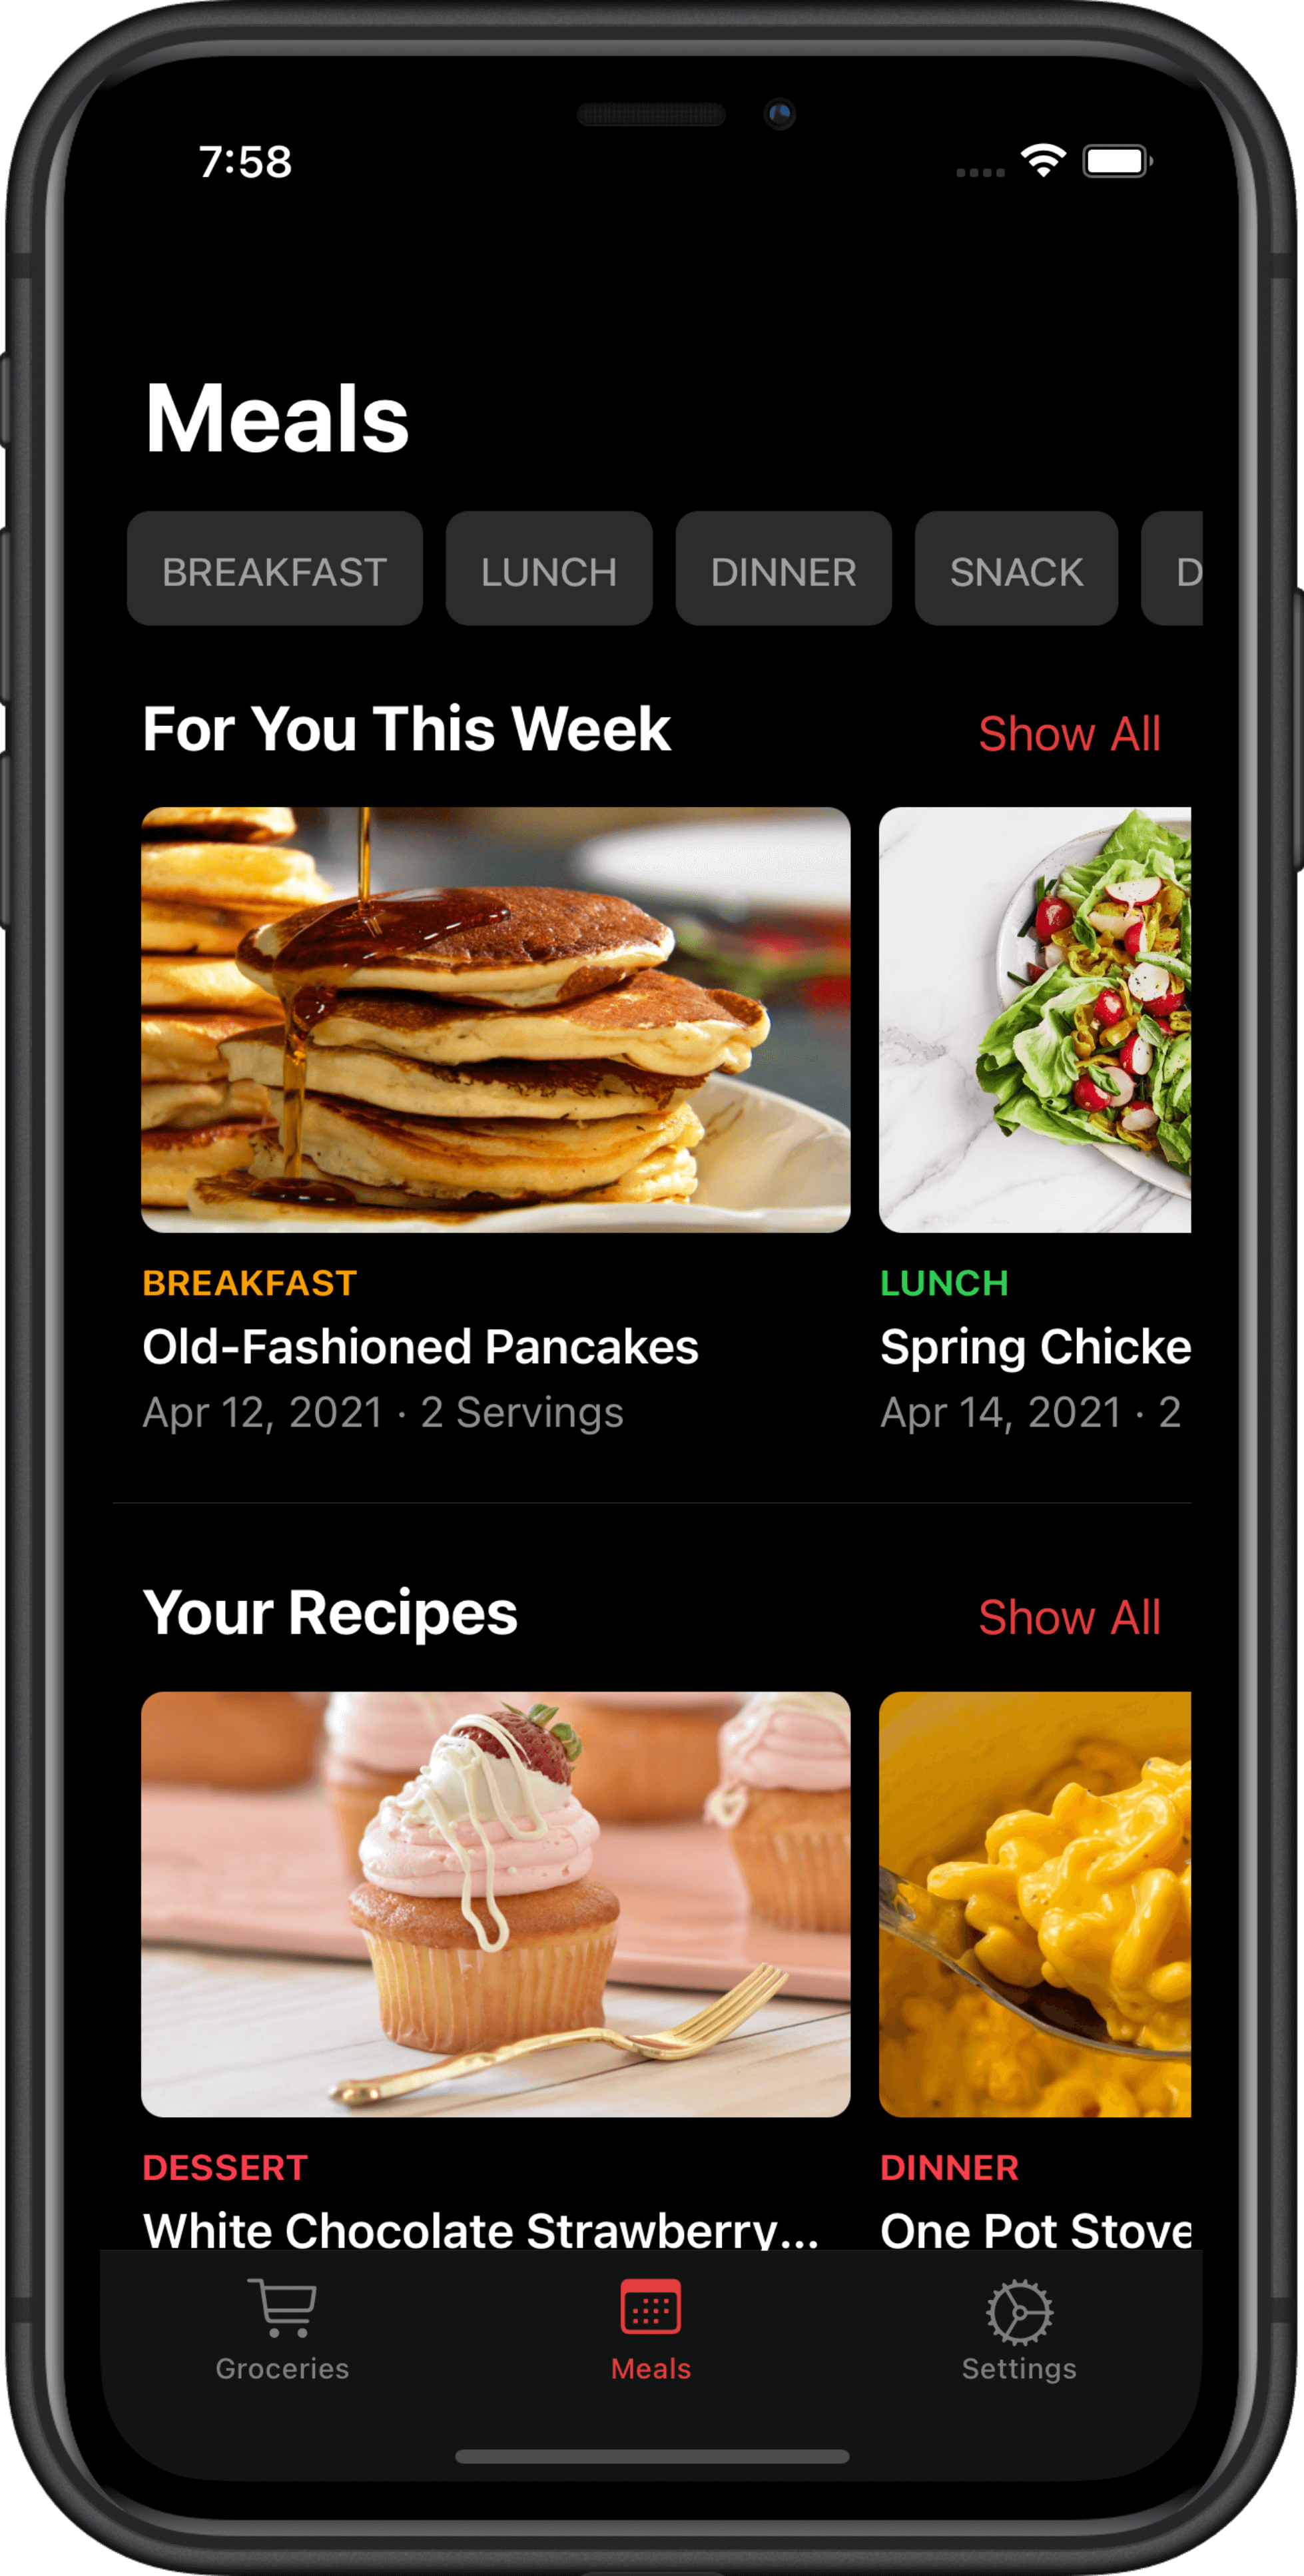 7:58
Meals
BREAKFAST LUNCH DINNER SNACK D
For You This Week Show All
BREAKFAST LUNCH
Old-Fashioned Pancakes Spring Chicke
Apr 12, 2021 · 2 Servings Apr 14, 2021 · 2
Your Recipes Show All
DESSERT DINNER
White Chocolate Strawberry... One Pot Stove
Groceries Meals Settings